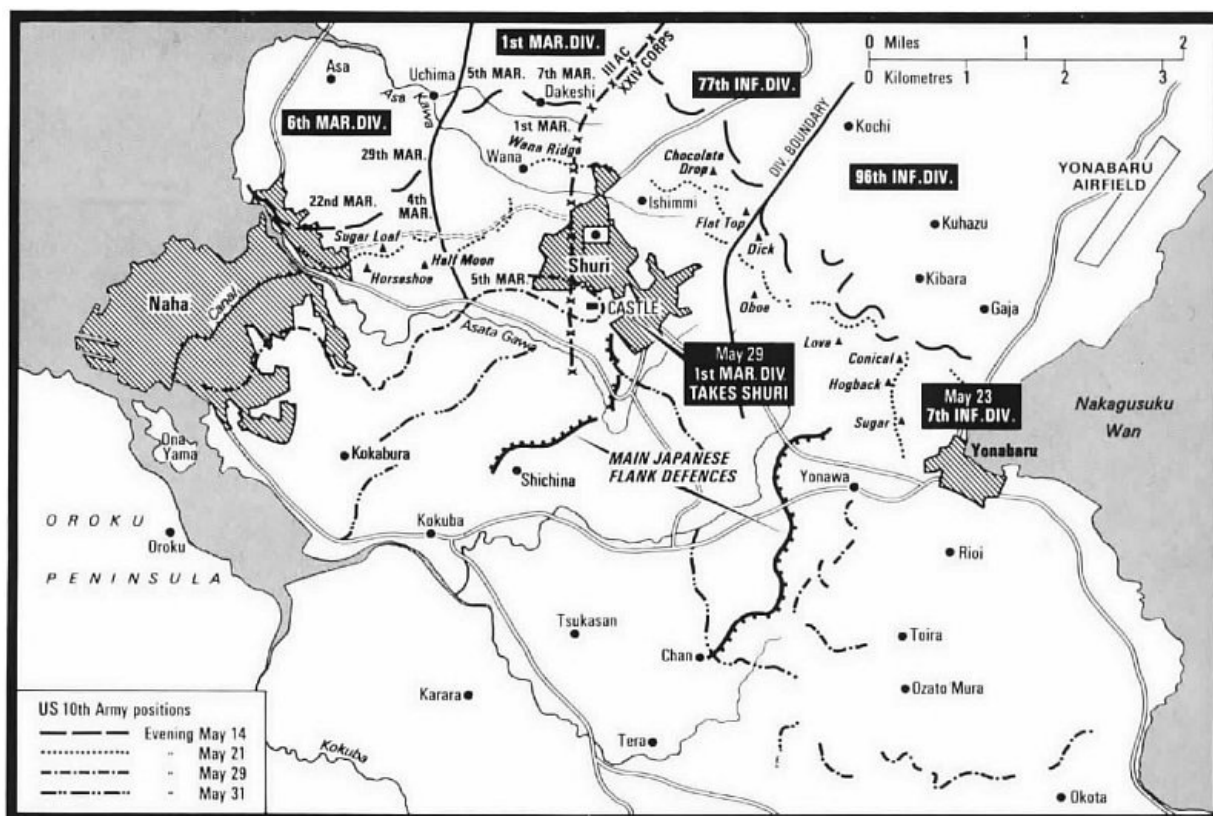 1st MAR.DIV.
III AC
XXIV CORPS
0 Miles 1 2
0 Kilometres 1 2 3
Asa
Uchima
5th MAR.
7th MAR.
Dakeshi
77th INF.DIV.
Asa Kawa
6th MAR.DIV.
1st MAR.
Kochi
DIV. BOUNDARY
29th MAR.
Wana Ridge
Wana
Chocolate
Drop
96th INF.DIV.
YONABARU
AIRFIELD
22nd MAR.
4th
MAR.
Ishimmi
Flat Top
Kuhazu
Sugar Loaf
Half Moon
Dick
Horseshoe
Shuri
5th MAR.
Kibara
Naha
Canal
CASTLE
Oboe
Gaja
Asata Gawa
Love
May 29
1st MAR.DIV.
TAKES SHURI
Conical
Hogback
Sugar
May 23
7th INF.DIV.
Nakagusuku
Wan
Ona
Yama
Kokabura
MAIN JAPANESE
FLANK DEFENCES
Shichina
Yonawa
Yonabaru
OROKU
Oroku
PENINSULA
Kokuba
Rioi
Tsukasan
Chan
Toira
Karara
Ozato Mura
Tera
Kokuba
Okota
US 10th Army positions
Evening May 14
" May 21
" May 29
" May 31